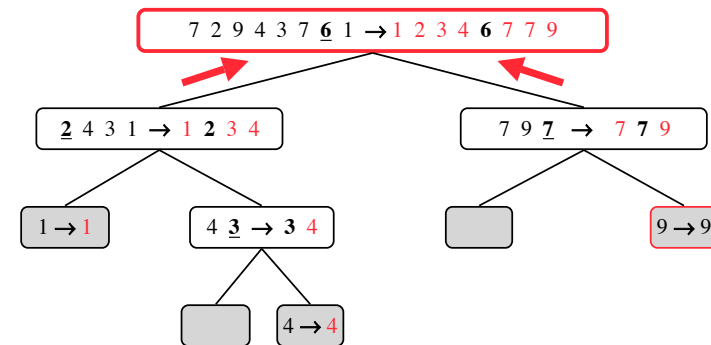 7 2 9 4 3 7 6 1 → 1 2 3 4 6 7 7 9
2 4 3 1 → 1 2 3 4
7 9 7 → 7 7 9
1 → 1
4 3 → 3 4
9 → 9
4 → 4